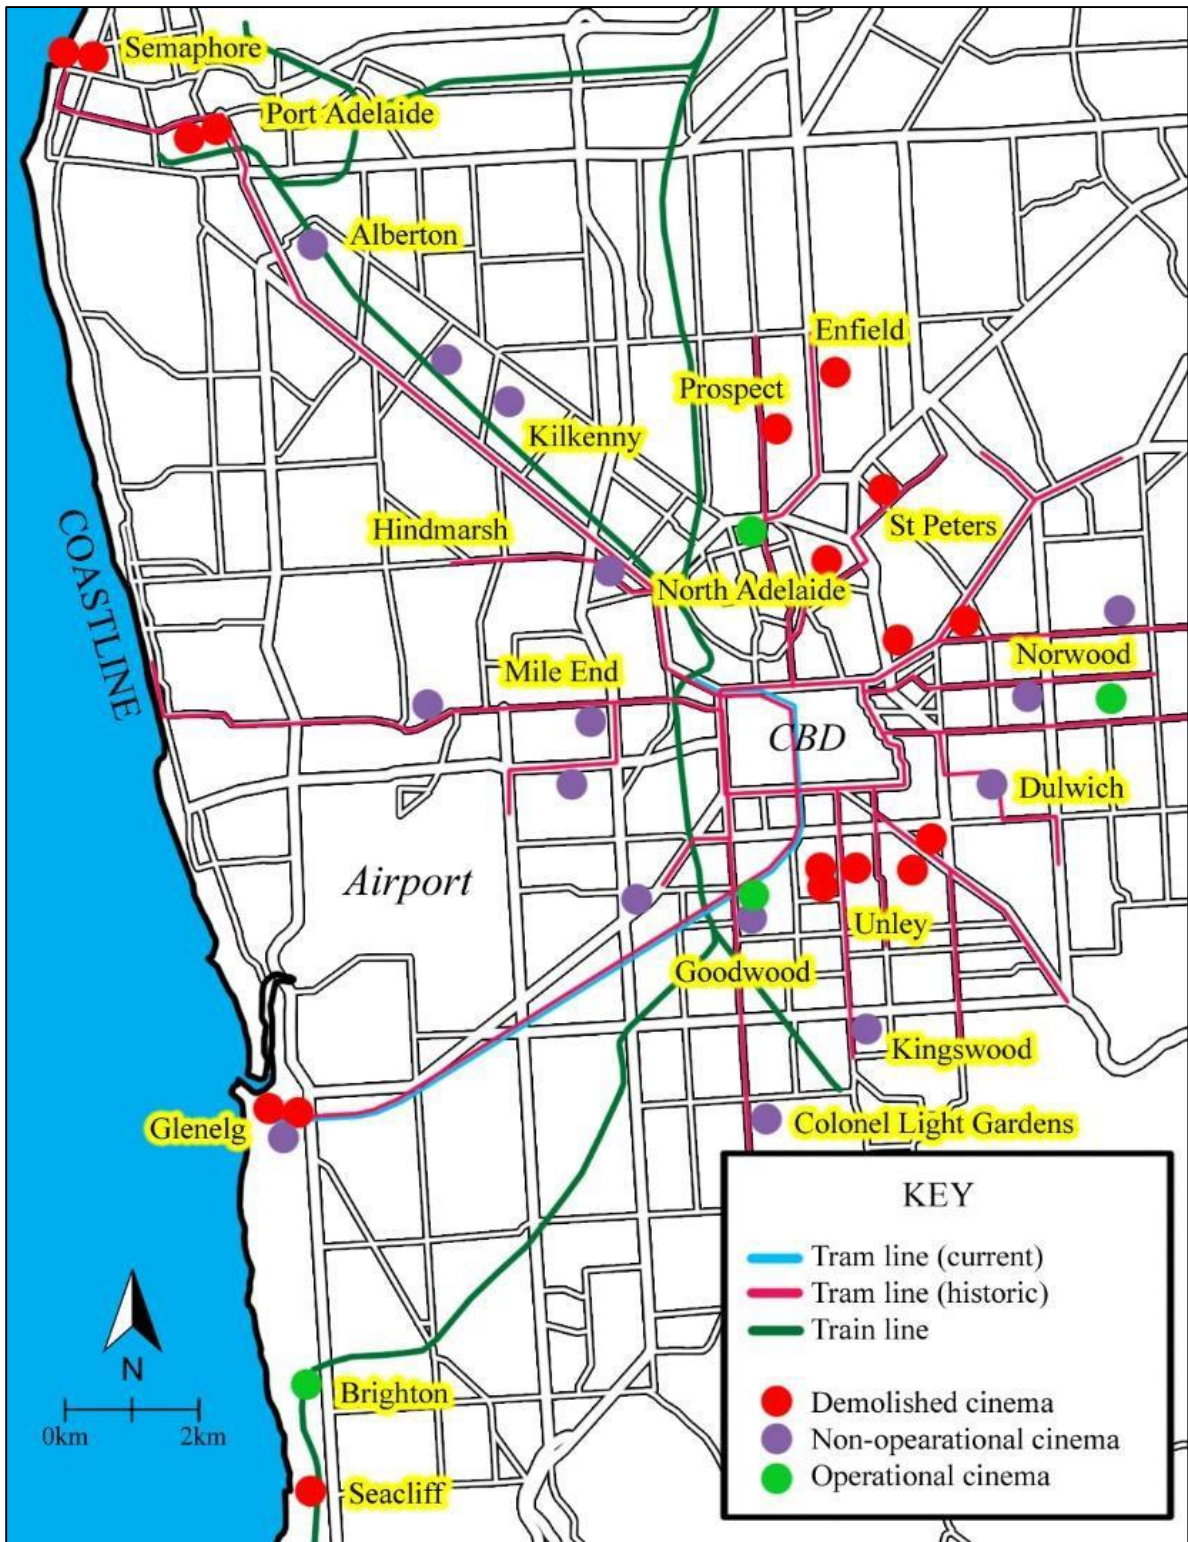 Semaphore
Port Adelaide
Alberton
Enfield
Prospect
Kilkenny
COASTLINE
Hindmarsh
St Peters
North Adelaide
Mile End
Norwood
CBD
Dulwich
Airport
Unley
Goodwood
Kingswood
Glenelg
Colonel Light Gardens
KEY
Tram line (current)
Tram line (historic)
Train line
N
0km
2km
Brighton
Demolished cinema
Non-opearational cinema
Operational cinema
Seacliff